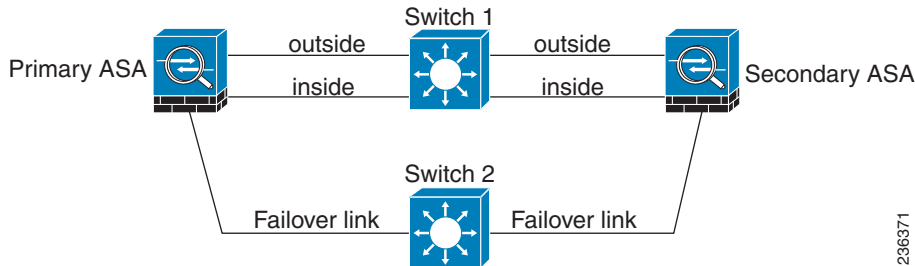 Switch 1
outside
outside
Primary ASA
Secondary ASA
inside
inside
Switch 2
Failover link
Failover link
236371